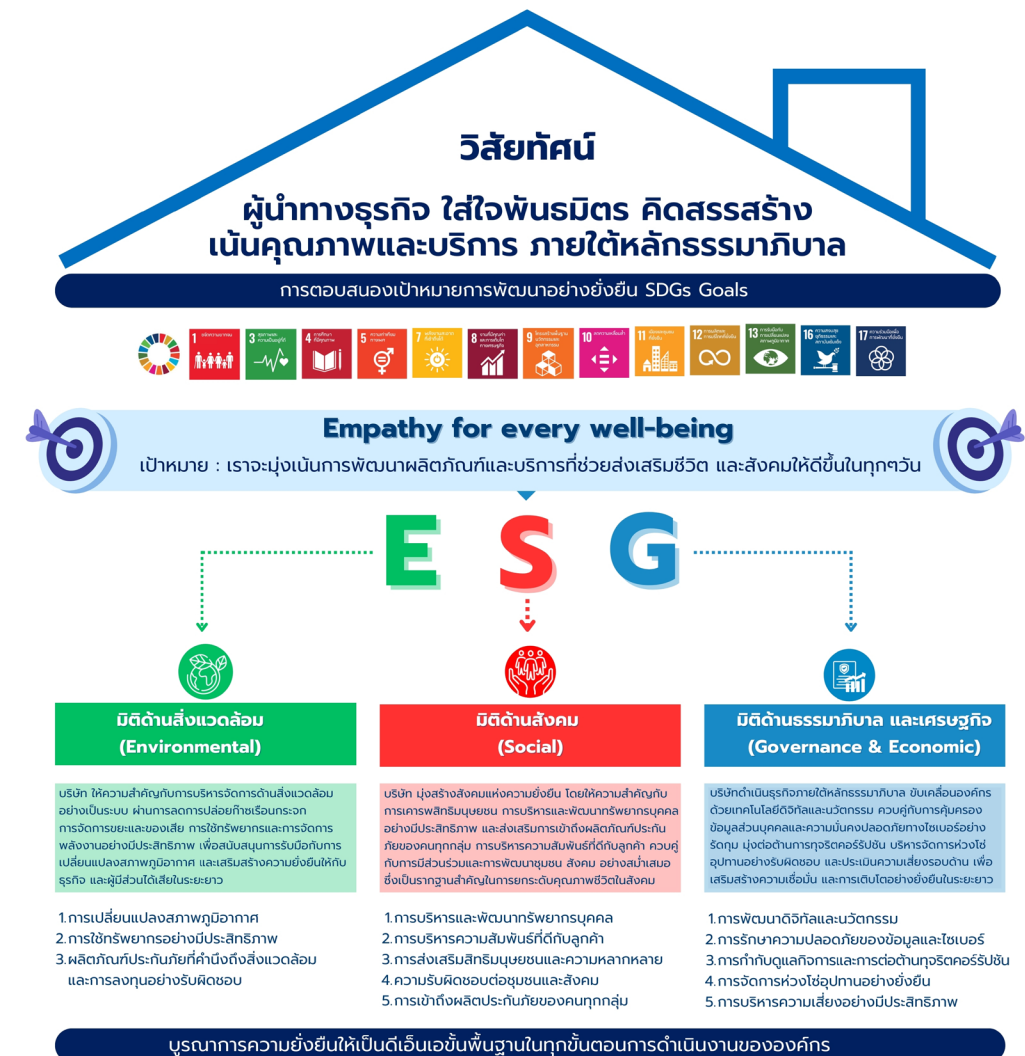 วิสัยทัศน์
ผู้นำทางธุรกิจ ใส่ใจพันธมิตร คิดสรรสร้าง
เน้นคุณภาพและบริการ ภายใต้หลักธรรมาภิบาล
การตอบสนองเป้าหมายการพัฒนาอย่างยั่งยืน SDGs Goals
1 3 4 5 7 8 9 10 11 12 13 16 17
Empathy for every well-being
เป้าหมาย : เราจะมุ่งเน้นการพัฒนาผลิตภัณฑ์และบริการที่ช่วยส่งเสริมชีวิต และสังคมให้ดีขึ้นในทุกๆวัน
E S G
มิติด้านสิ่งแวดล้อม
(Environmental)
บริษัท ให้ความสำคัญกับการบริหารจัดการด้านสิ่งแวดล้อม
อย่างเป็นระบบ ผ่านการลดการปล่อยก๊าซเรือนกระจก
การจัดการขยะและของเสีย การใช้ทรัพยากรและการจัดการ
พลังงานอย่างมีประสิทธิภาพ เพื่อสนับสนุนการรับมือกับการ
เปลี่ยนแปลงสภาพภูมิอากาศ และเสริมสร้างความยั่งยืนให้กับ
ธุรกิจ และผู้มีส่วนได้เสียในระยะยาว
1. การเปลี่ยนแปลงสภาพภูมิอากาศ
2. การใช้ทรัพยากรอย่างมีประสิทธิภาพ
3. ผลิตภัณฑ์ประกันภัยที่คำนึงถึงสิ่งแวดล้อม
และการลงทุนอย่างรับผิดชอบ
มิติด้านสังคม
(Social)
บริษัท มุ่งสร้างสังคมแห่งความยั่งยืน โดยให้ความสำคัญกับ
การเคารพสิทธิมนุษยชน การบริหารและพัฒนาทรัพยากรบุคคล
อย่างมีประสิทธิภาพ และส่งเสริมการเข้าถึงผลิตภัณฑ์ประกัน
ภัยของคนทุกกลุ่ม การบริหารความสัมพันธ์ที่ดีกับลูกค้า ควบคู่
กับการมีส่วนร่วมและการพัฒนาชุมชน สังคม อย่างสม่ำเสมอ
ซึ่งเป็นรากฐานสำคัญในการยกระดับคุณภาพชีวิตในสังคม
1. การบริหารและพัฒนาทรัพยากรบุคคล
2. การบริหารความสัมพันธ์ที่ดีกับลูกค้า
3. การส่งเสริมสิทธิมนุษยชนและความหลากหลาย
4. ความรับผิดชอบต่อชุมชนและสังคม
5. การเข้าถึงผลิตประกันภัยของคนทุกกลุ่ม
มิติด้านธรรมาภิบาล และเศรษฐกิจ
(Governance & Economic)
บริษัทดำเนินธุรกิจภายใต้หลักธรรมาภิบาล ขับเคลื่อนองค์กร
ด้วยเทคโนโลยีดิจิทัลและนวัตกรรม ควบคู่กับการคุ้มครอง
ข้อมูลส่วนบุคคลและความมั่นคงปลอดภัยทางไซเบอร์อย่าง
รัดกุม มุ่งต่อต้านการทุจริตคอร์รัปชัน บริหารจัดการห่วงโซ่
อุปทานอย่างรับผิดชอบ และประเมินความเสี่ยงรอบด้าน เพื่อ
เสริมสร้างความเชื่อมั่น และการเติบโตอย่างยั่งยืนในระยะยาว
1. การพัฒนาดิจิทัลและนวัตกรรม
2. การรักษาความปลอดภัยของข้อมูลและไซเบอร์
3. การกำกับดูแลกิจการและการต่อต้านทุจริตคอร์รัปชัน
4. การจัดการห่วงโซ่อุปทานอย่างยั่งยืน
5. การบริหารความเสี่ยงอย่างมีประสิทธิภาพ
บูรณาการความยั่งยืนให้เป็นดีเอ็นเอขั้นพื้นฐานในทุกขั้นตอนการดำเนินงานขององค์กร